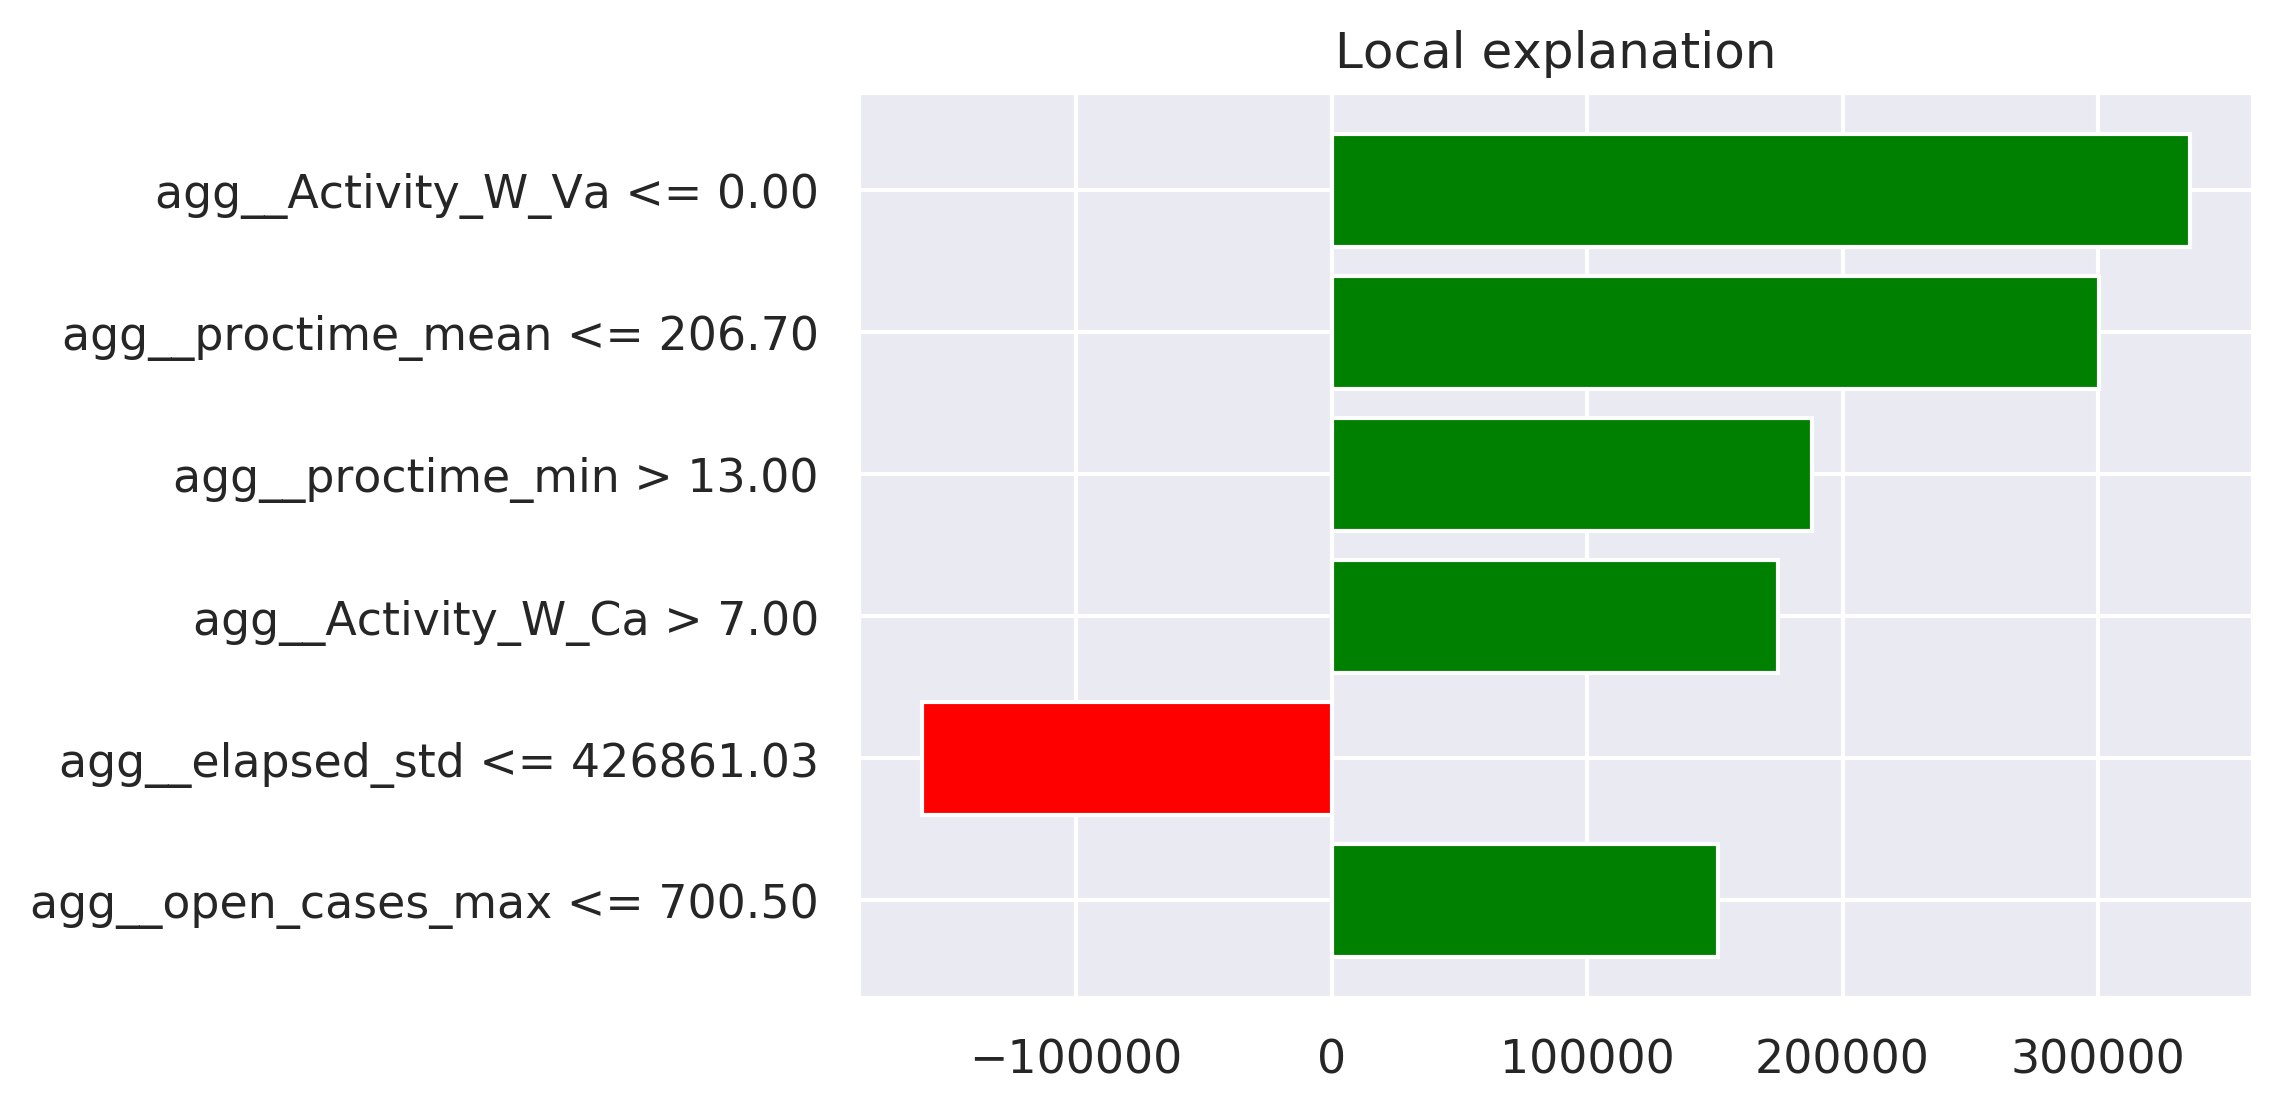 Local explanation
agg__Activity_W_Va <= 0.00
agg__proctime_mean <= 206.70
agg__proctime_min > 13.00
agg__Activity_W_Ca > 7.00
agg__elapsed_std <= 426861.03
agg__open_cases_max <= 700.50
−100000 0 100000 200000 300000